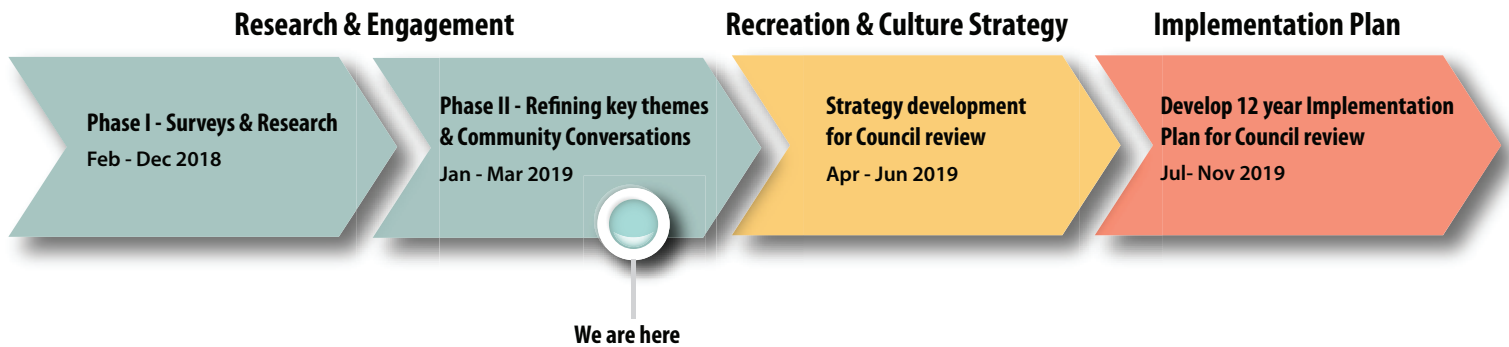 Research & Engagement
Recreation & Culture Strategy
Implementation Plan
Phase I - Surveys & Research
Feb - Dec 2018
Phase II - Refining key themes
& Community Conversations
Jan - Mar 2019
Strategy development
for Council review
Apr - Jun 2019
Develop 12 year Implementation
Plan for Council review
Jul- Nov 2019
We are here